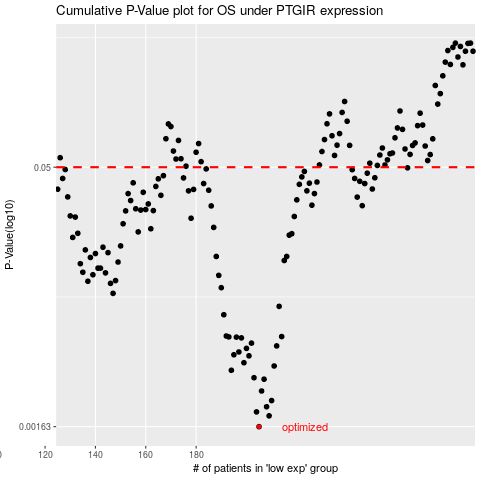 Cumulative P-Value plot for OS under PTGIR expression
P-Value(log10)
0.05
0.00163
optimized
0 120 140 160 180
# of patients in 'low exp' group